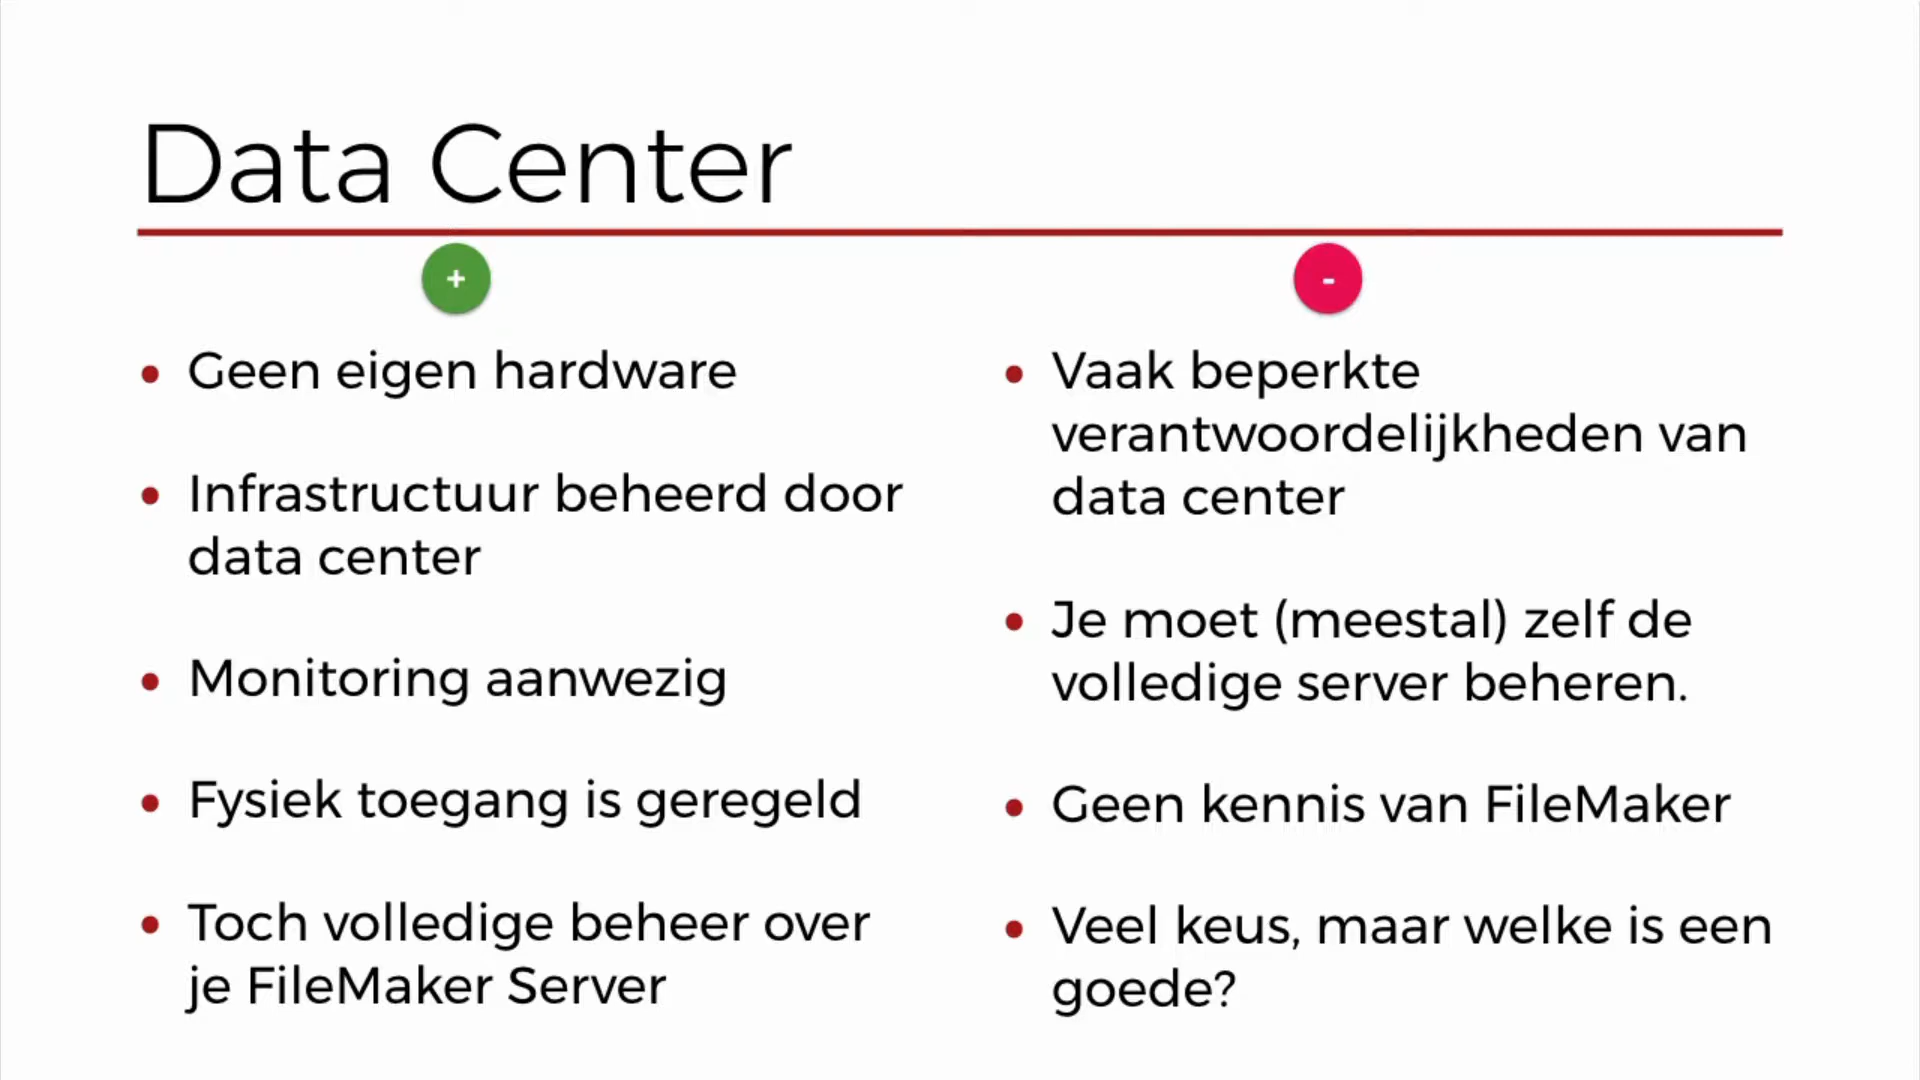 Data Center
+
Geen eigen hardware
Infrastructuur beheerd door
data center
Monitoring aanwezig
Fysiek toegang is geregeld
Toch volledige beheer over
je FileMaker Server
-
Vaak beperkte
verantwoordelijkheden van
data center
Je moet (meestal) zelf de
volledige server beheren.
Geen kennis van FileMaker
Veel keus, maar welke is een
goede?